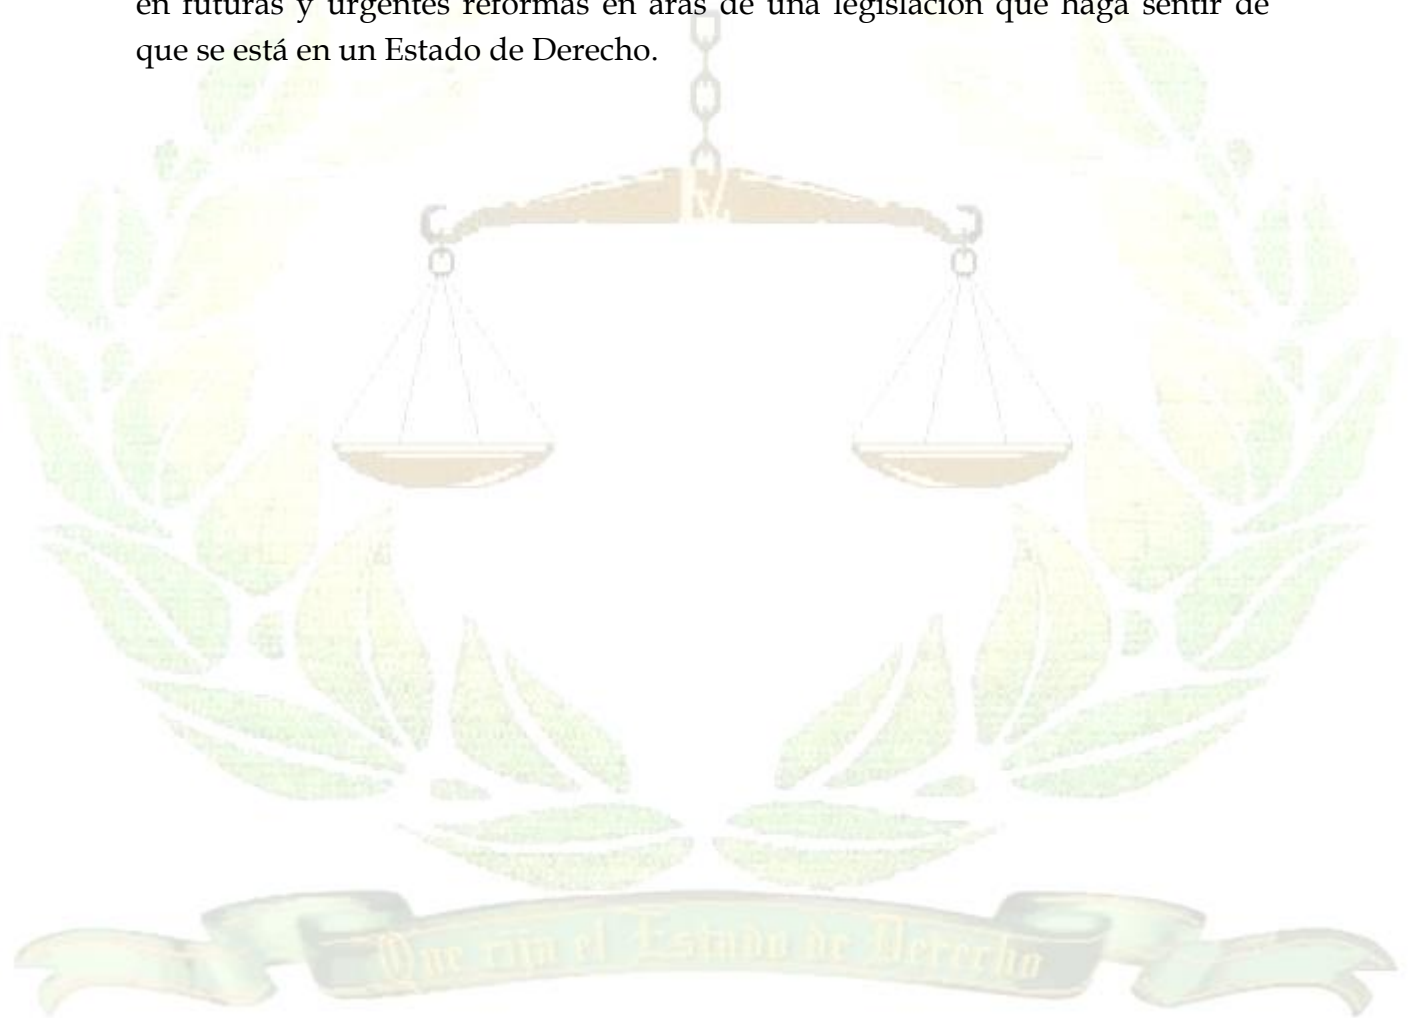 en futuras y urgentes reformas en aras de una legislación que haga sentir de
que se está en un Estado de Derecho.
Que rija el Estado de Derecho